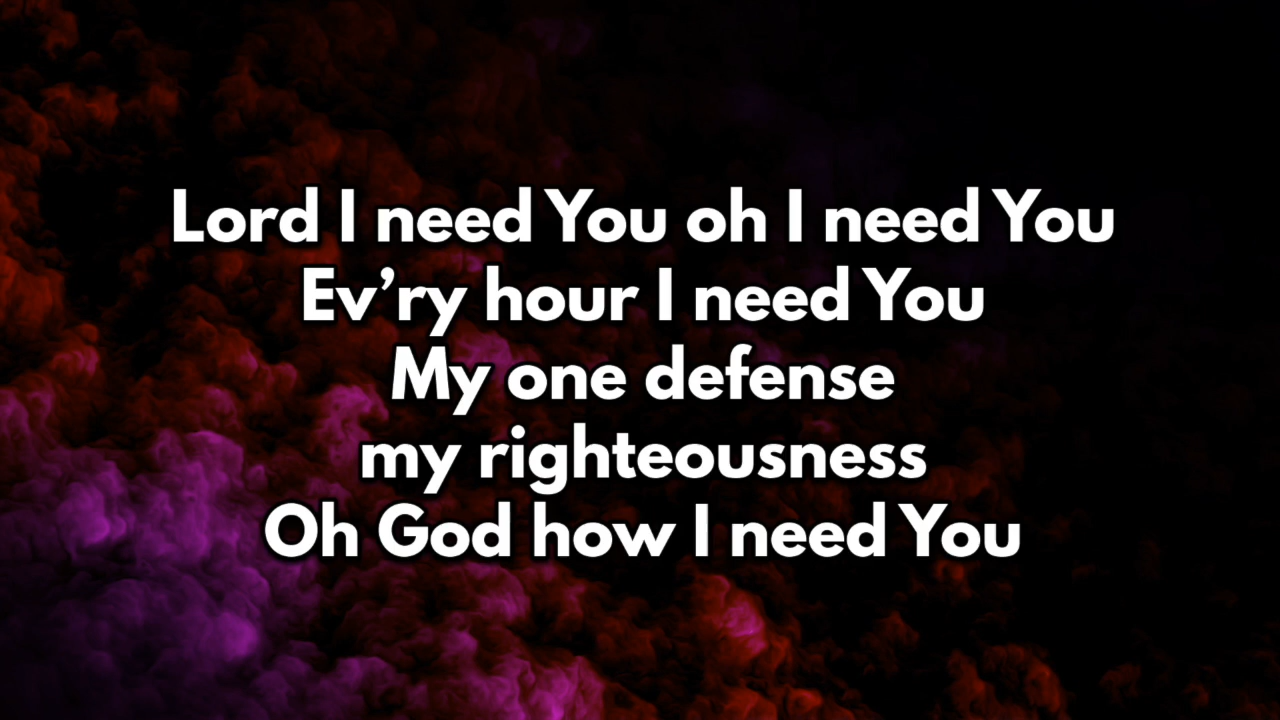 Lord I need You oh I need You
Ev’ry hour I need You
My one defense
my righteousness
Oh God how I need You